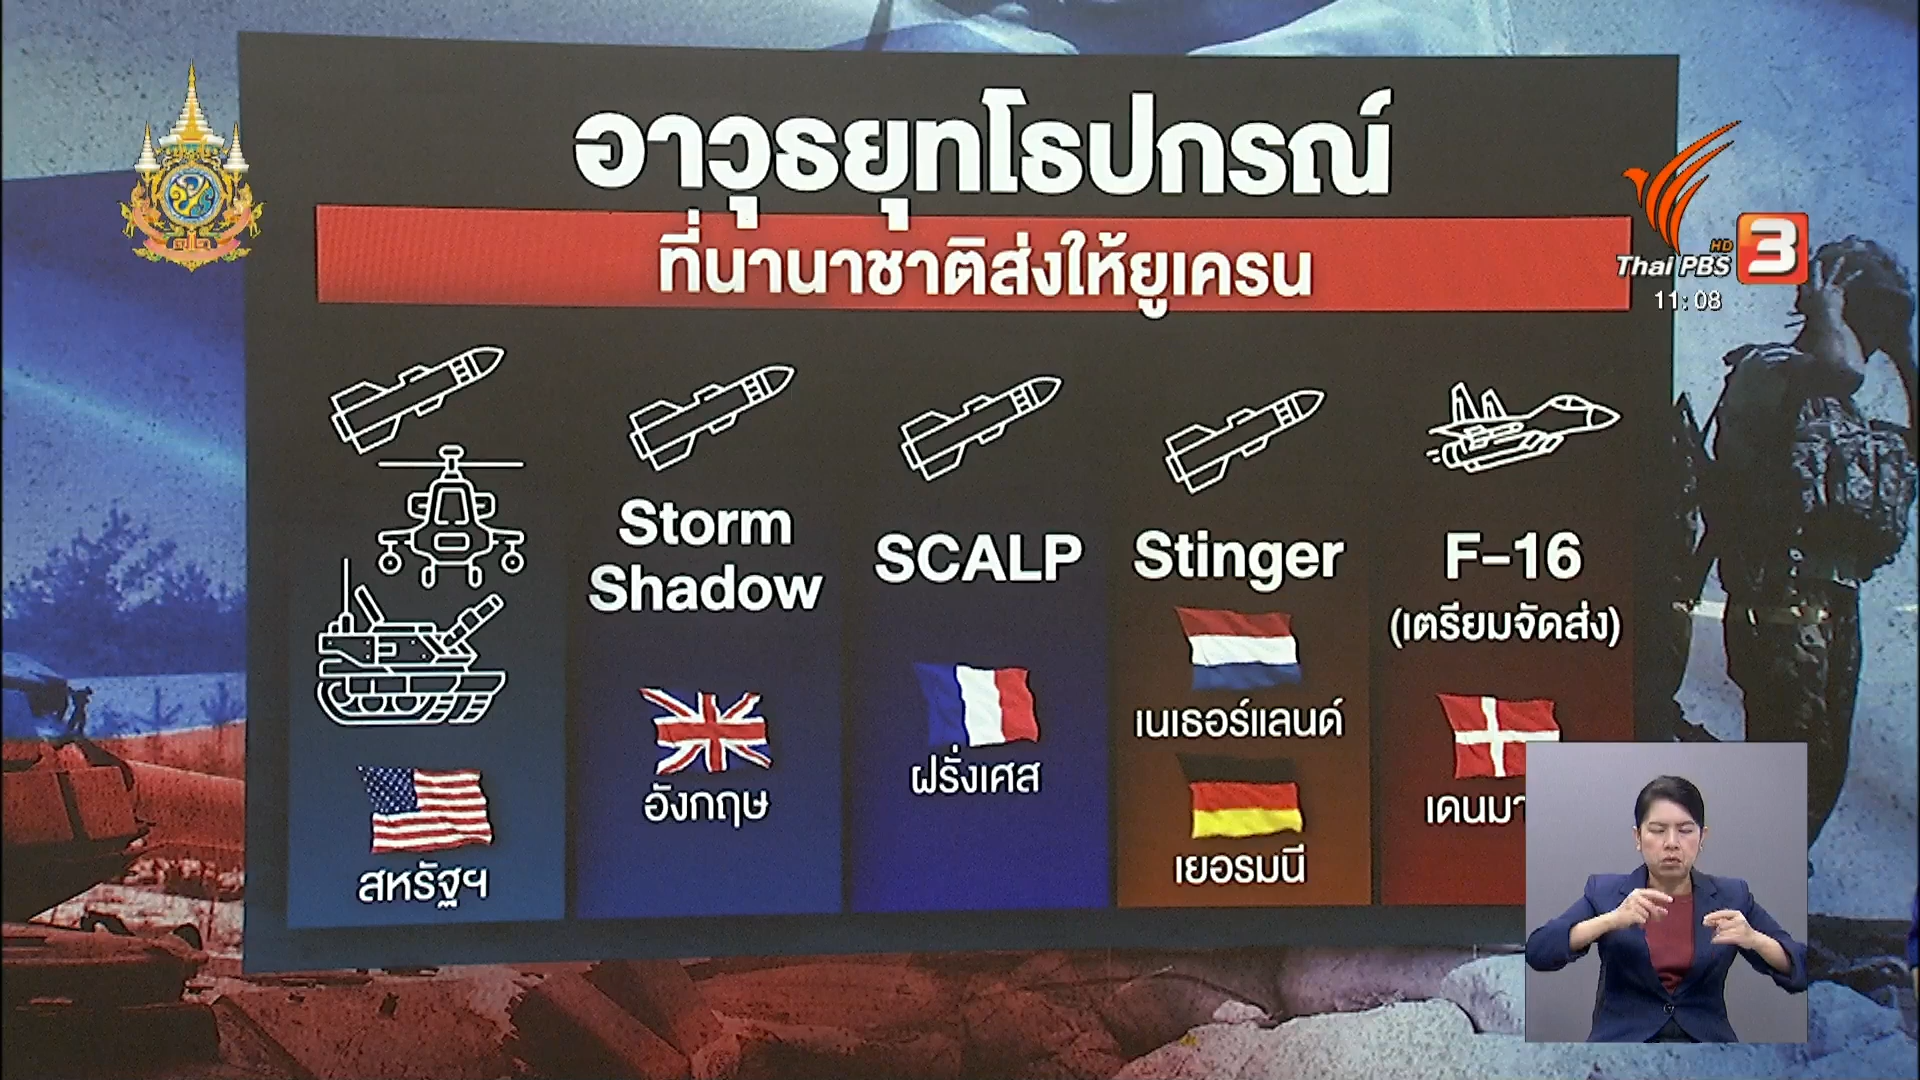 อาวุธยุทโธปกรณ์
ที่นานาชาติส่งให้ยูเครน
HD
Thai PBS 3
11:08
Storm
Shadow
SCALP
Stinger
F-16
(เตรียมจัดส่ง)
เนเธอร์แลนด์
สหรัฐฯ
อังกฤษ
ฝรั่งเศส
เยอรมนี